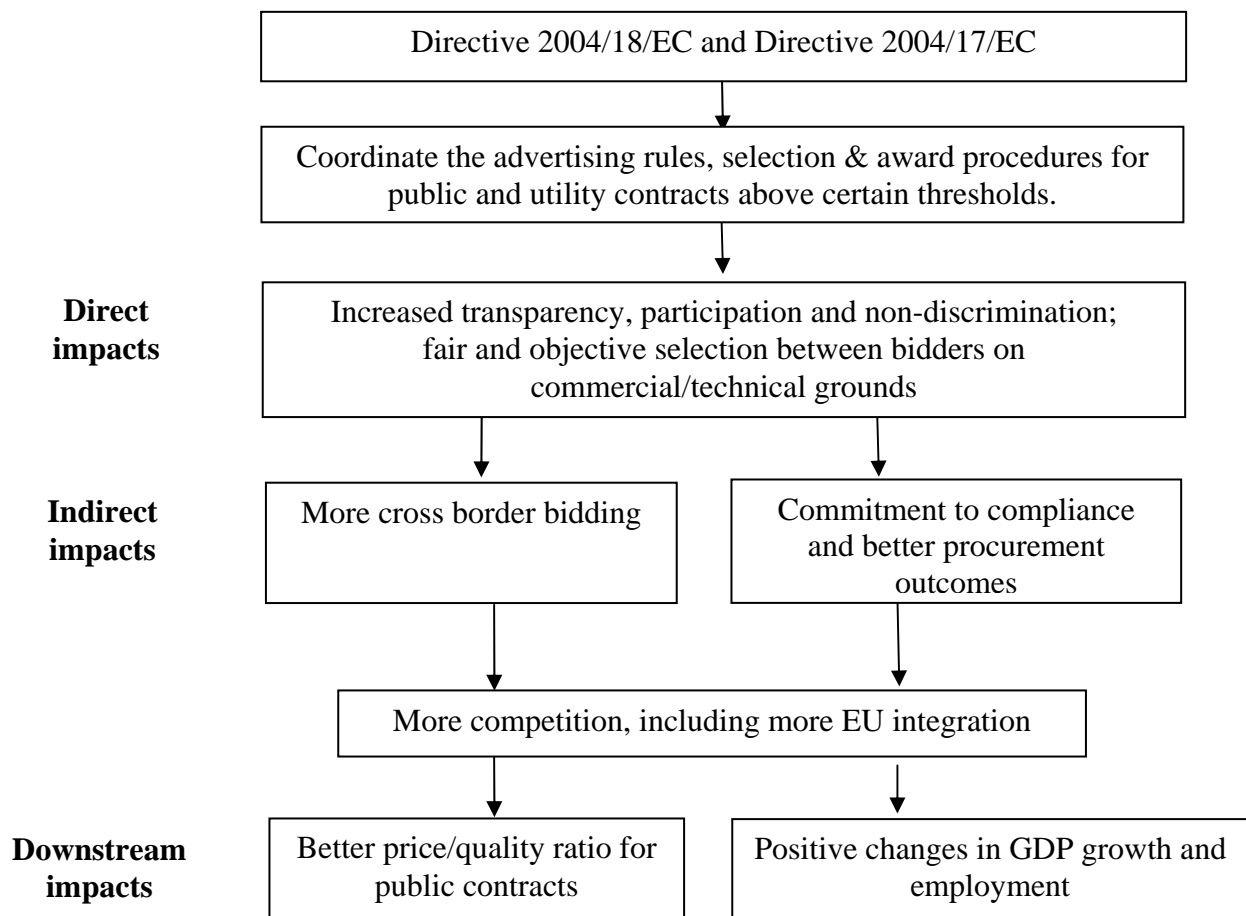 Directive 2004/18/EC and Directive 2004/17/EC
Coordinate the advertising rules, selection & award procedures for
public and utility contracts above certain thresholds.
Direct
impacts
Increased transparency, participation and non-discrimination;
fair and objective selection between bidders on
commercial/technical grounds
Indirect
impacts
More cross border bidding
Commitment to compliance
and better procurement
outcomes
More competition, including more EU integration
Downstream
impacts
Better price/quality ratio for
public contracts
Positive changes in GDP growth and
employment